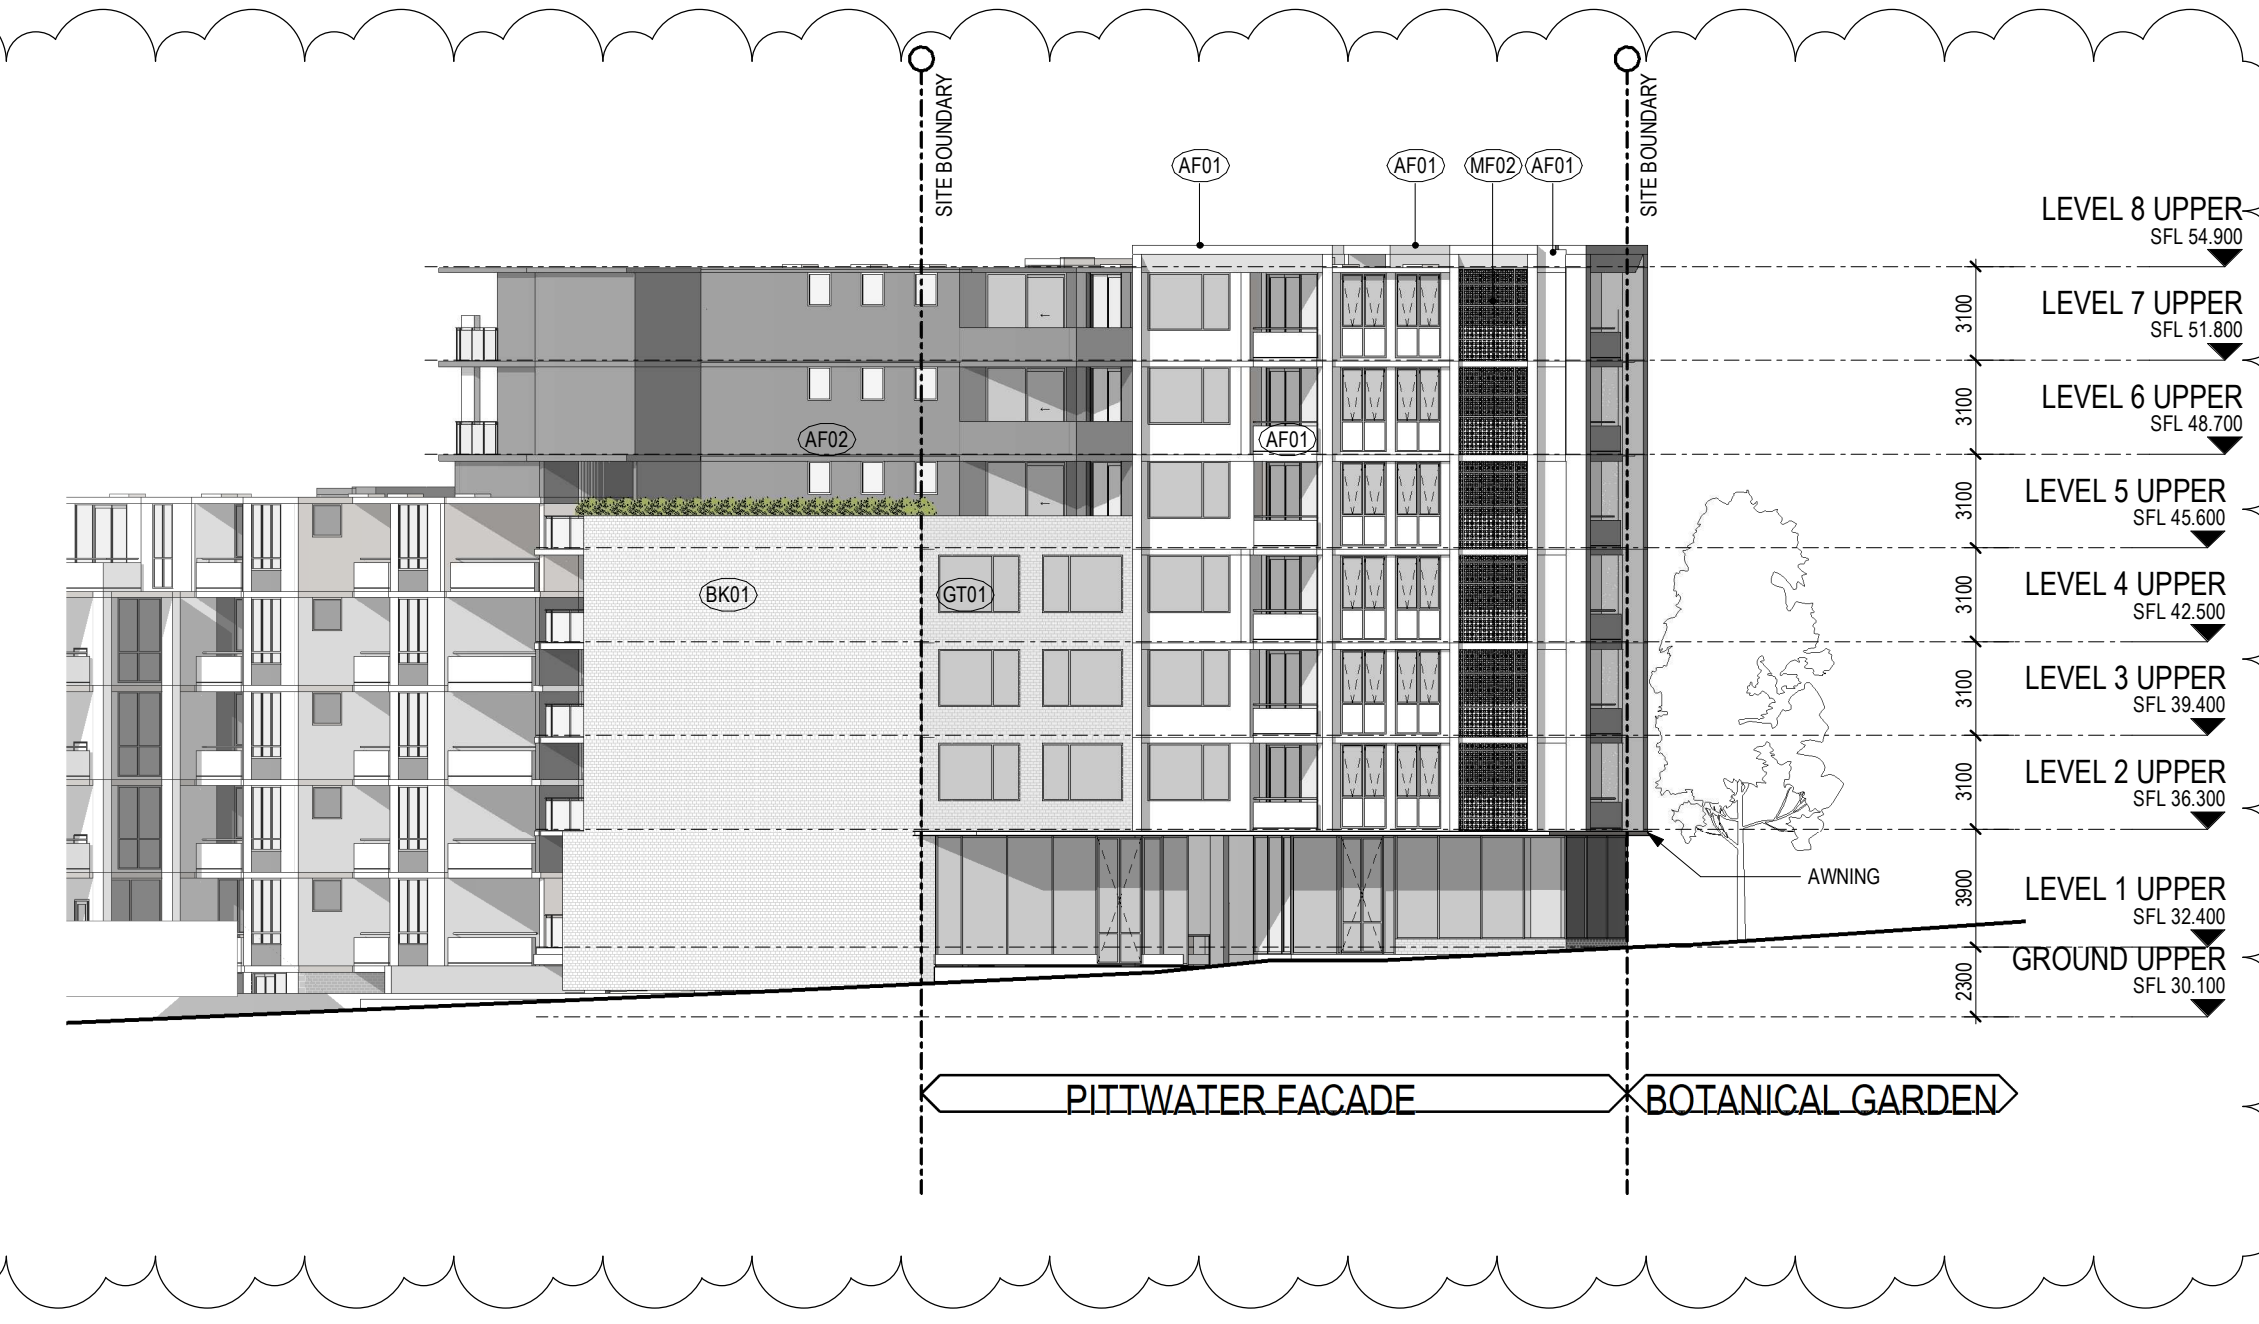 SITE BOUNDARY
SITE BOUNDARY
AF01
AF01
MF02
AF01
LEVEL 8 UPPER
SFL 54.900
3100
LEVEL 7 UPPER
SFL 51.800
3100
LEVEL 6 UPPER
SFL 48.700
AF02
AF01
3100
LEVEL 5 UPPER
SFL 45.600
BK01
GT01
3100
LEVEL 4 UPPER
SFL 42.500
3100
LEVEL 3 UPPER
SFL 39.400
3100
LEVEL 2 UPPER
SFL 36.300
AWNING
3900
LEVEL 1 UPPER
SFL 32.400
2300
GROUND UPPER
SFL 30.100
PITTWATER FACADE
BOTANICAL GARDEN